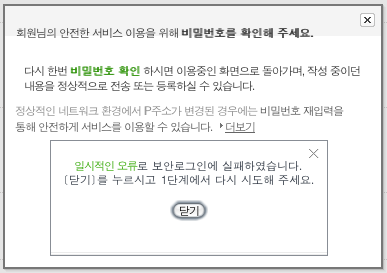 회원님의 안전한 서비스 이용을 위해 비밀번호를 확인해 주세요.
다시 한번 비밀번호 확인 하시면 이용중인 화면으로 돌아가며, 작성 중이던
내용을 정상적으로 전송 또는 등록하실 수 있습니다.
정상적인 네트워크 환경에서 IP주소가 변경된 경우에는 비밀번호 재입력을
통해 안전하게 서비스를 이용할 수 있습니다. 더보기
일시적인 오류로 보안로그인에 실패하였습니다.
[닫기]를 누르시고 1단계에서 다시 시도해 주세요.
닫기